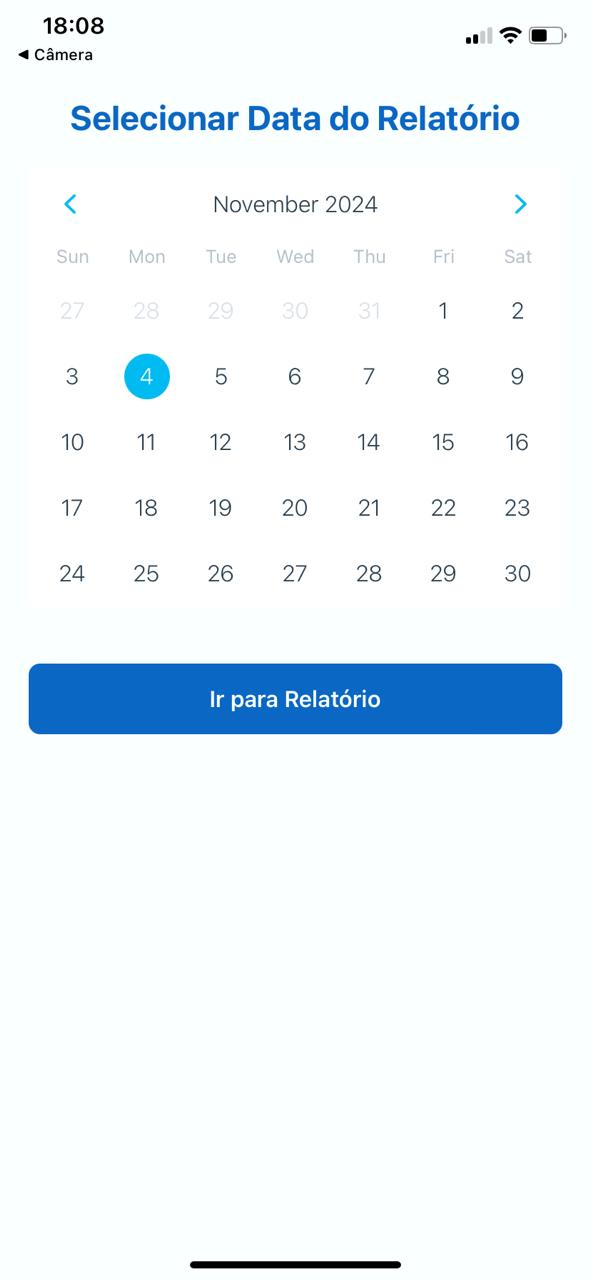 18:08
◀ Câmera
Selecionar Data do Relatório
November 2024
Sun Mon Tue Wed Thu Fri Sat
27 28 29 30 31 1 2
3 4 5 6 7 8 9
10 11 12 13 14 15 16
17 18 19 20 21 22 23
24 25 26 27 28 29 30
Ir para Relatório